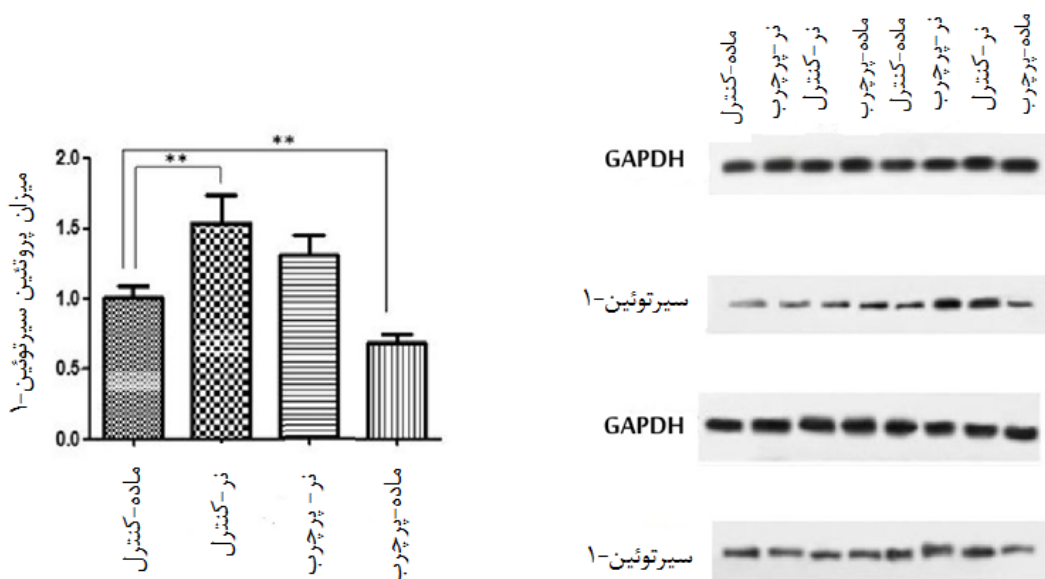 میزان پروتئین سیرتوئین-۱
2.0
1.5
1.0
0.5
0.0
**
**
ماده-کنترل
نر-کنترل
نر-پرچرب
ماده-پرچرب
ماده-کنترل
نر-پرچرب
نر-کنترل
ماده-پرچرب
ماده-کنترل
نر-پرچرب
نر-کنترل
ماده-پرچرب
GAPDH
سیرتوئین-۱
GAPDH
سیرتوئین-۱